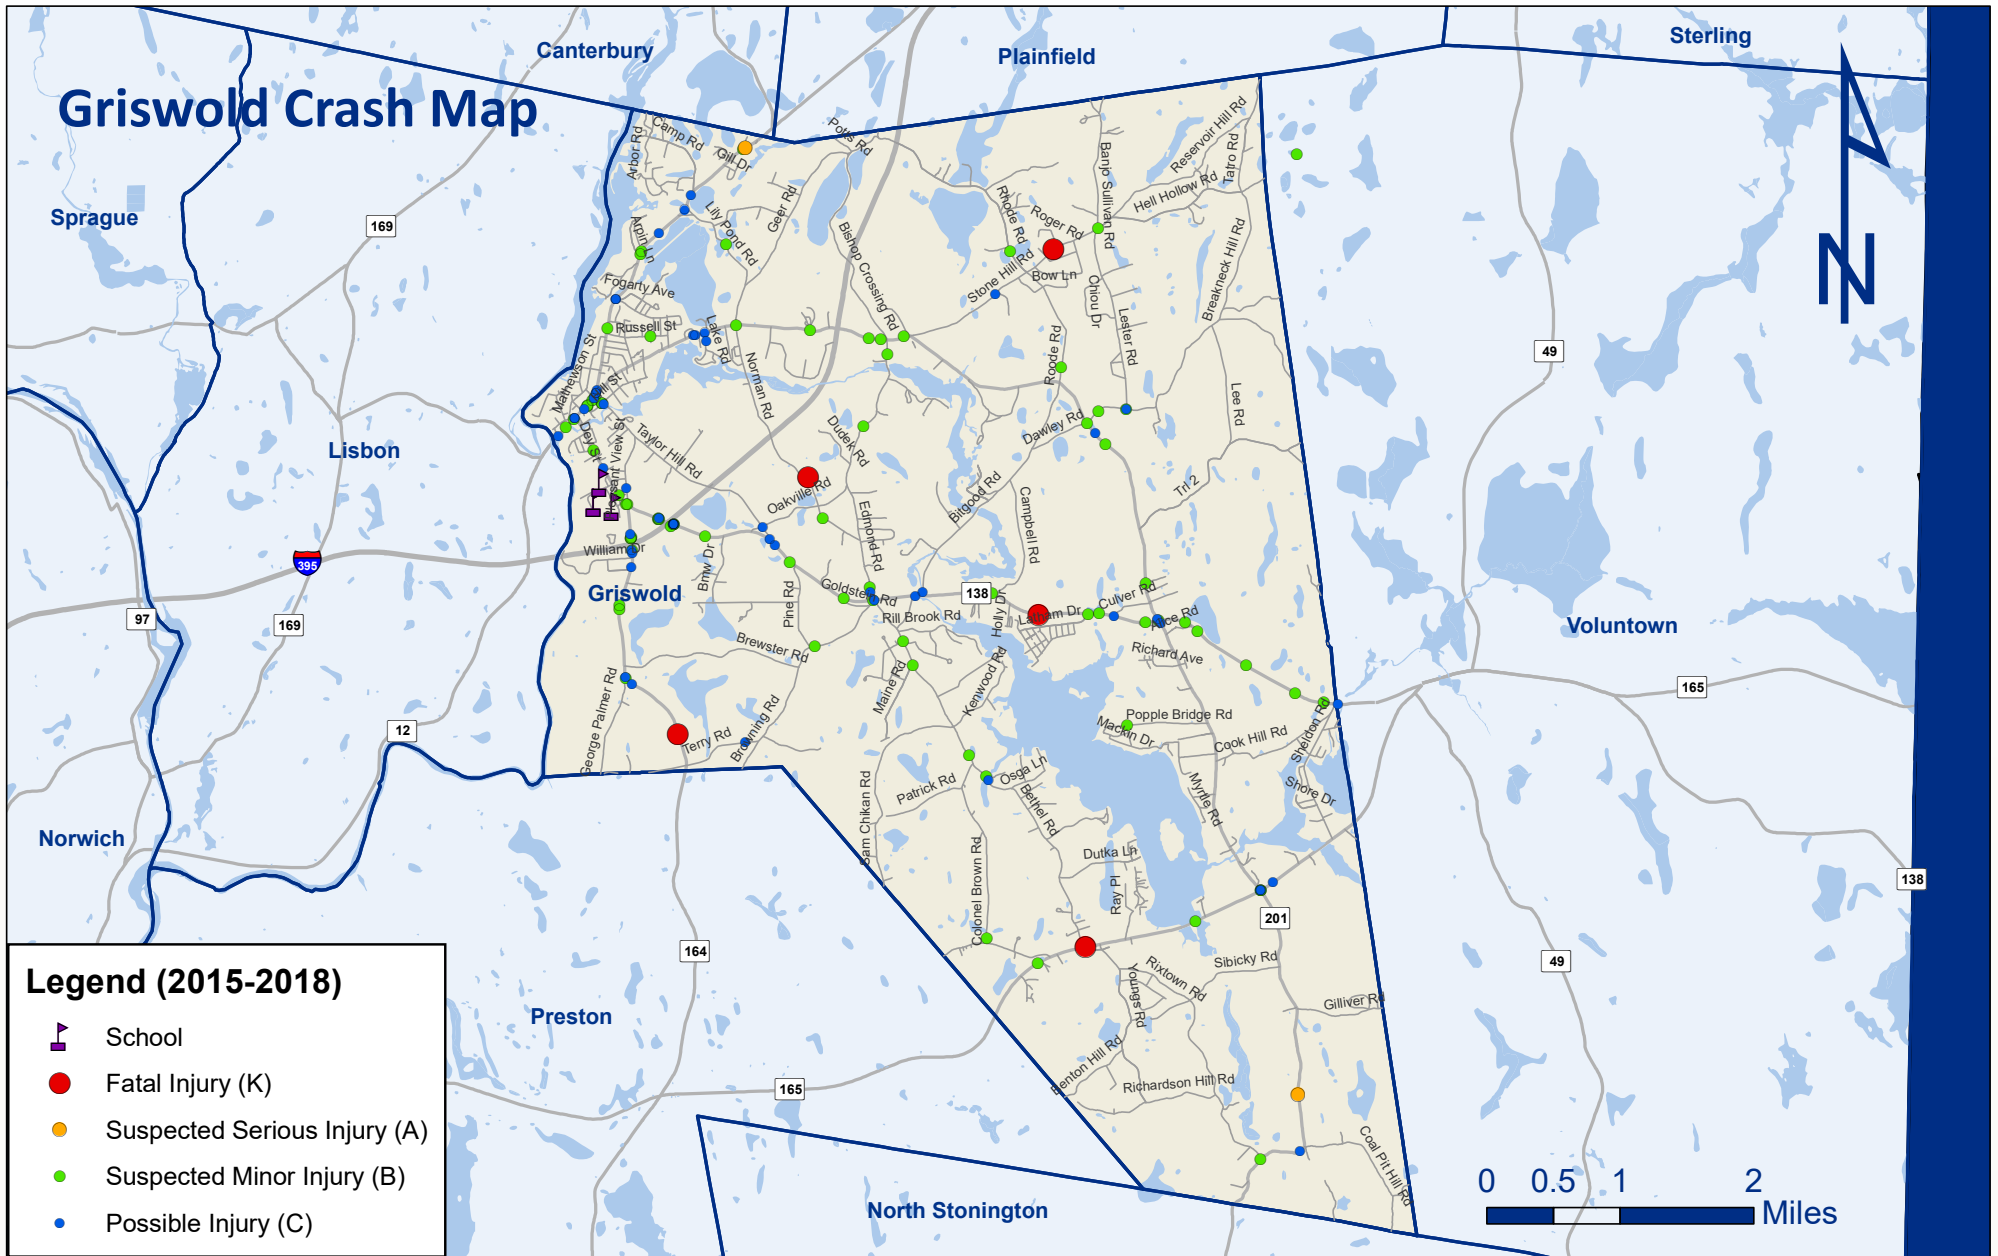 Canterbury
Plainfield
Sterling
Griswold Crash Map
Sprague
Lisbon
Norwich
Griswold
Preston
North Stonington
Voluntown
169
169
395
97
12
164
165
138
201
49
49
165
138
Camp Rd
Arbor Rd
Gill Dr
Potts Rd
Geer Rd
Lily Pond Rd
Arpin Ln
Fogarty Ave
Russell St
Lake Rd
Mathewson St
Hill St
Dey St
Taylor Hill Rd
Norman Rd
Bishop Crossing Rd
Dudek Rd
Oakville Rd
Edmond Rd
Bitgood Rd
Campbell Rd
Rhode Rd
Roger Rd
Stone Hill Rd
Bow Ln
Banjo Sullivan Rd
Reservoir Hill Rd
Tatro Rd
Hell Hollow Rd
Breakneck Hill Rd
Chiou Dr
Lester Rd
Roode Rd
Dawley Rd
Lee Rd
Trl 2
William Dr
Bmw Dr
Pine Rd
Goldstein Rd
Rill Brook Rd
Holly Dr
Latham Dr
Culver Rd
Richard Ave
Brewster Rd
Maine Rd
Kenwood Rd
George Palmer Rd
Terry Rd
Browning Rd
Popple Bridge Rd
Mackin Dr
Cook Hill Rd
Sheldon Rd
Shore Dr
Myrtle Rd
Sam Chikan Rd
Patrick Rd
Osga Ln
Bethel Rd
Colonel Brown Rd
Dutka Ln
Ray Pl
Youngs Rd
Rixtown Rd
Sibicky Rd
Gilliver Rd
Richardson Hill Rd
Coal Pit Hill Rd
N
Legend (2015-2018)
School
Fatal Injury (K)
Suspected Serious Injury (A)
Suspected Minor Injury (B)
Possible Injury (C)
0 0.5 1 2
Miles